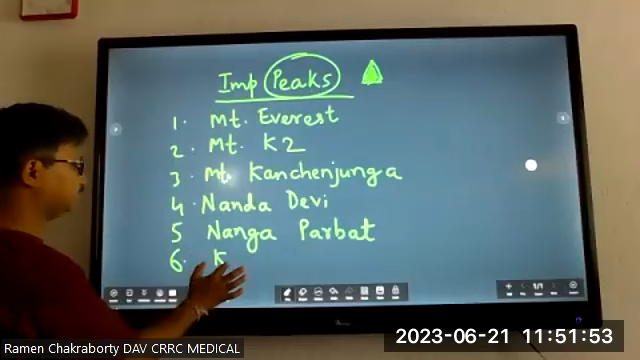 Imp Peaks
1. Mt. Everest
2. Mt. K2
3. Mt. Kanchenjunga
4. Nanda Devi
5 Nanga Parbat
6. K
Ramen Chakraborty DAV CRRC MEDICAL
2023-06-21 11:51:53